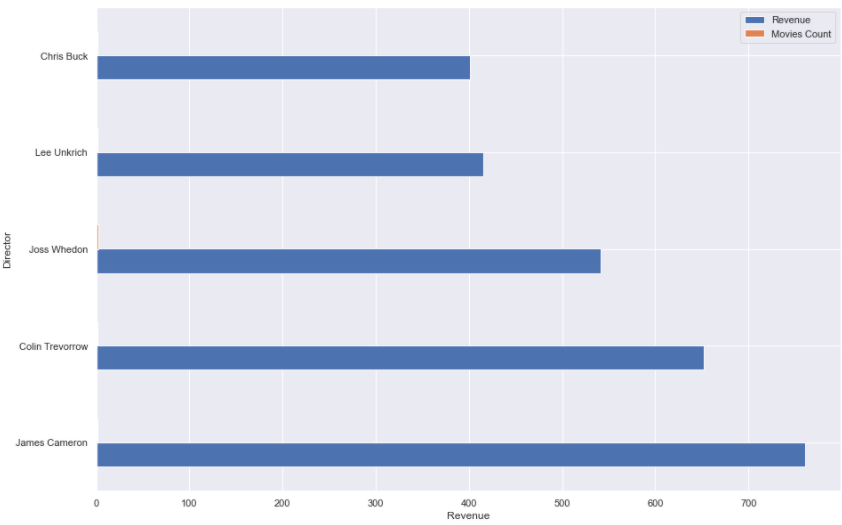 Revenue
Movies Count
Chris Buck
Lee Unkrich
Joss Whedon
Colin Trevorrow
James Cameron
Director
0 100 200 300 400 500 600 700
Revenue